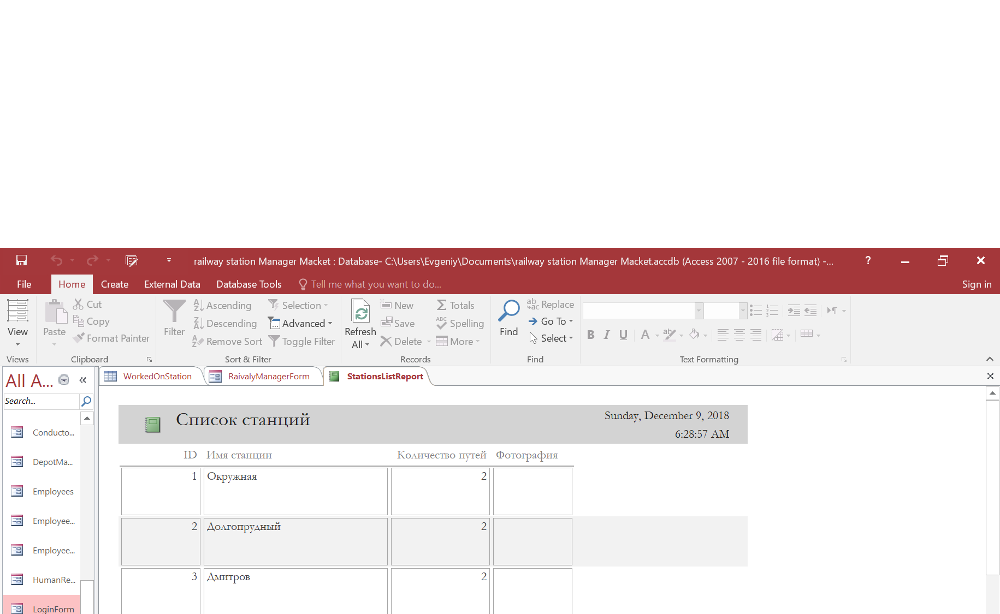 railway station Manager Macket : Database- C:\Users\Evgeniy\Documents\railway station Manager Macket.accdb (Access 2007 - 2016 file format) -...
?
File Home Create External Data Database Tools Tell me what you want to do... Sign in
View
Views
Paste
Cut
Copy
Format Painter
Clipboard
Filter
Ascending
Descending
Remove Sort
Selection
Advanced
Toggle Filter
Sort & Filter
Refresh
All
New
Save
Delete
Totals
Spelling
More
Records
Find
Replace
Go To
Select
Find
B I U A
Text Formatting
All A...
Search...
Conducto...
DepotMa...
Employees
Employee...
Employee...
HumanRe...
LoginForm
WorkedOnStation RaivalyManagerForm StationsListReport
Список станций
Sunday, December 9, 2018
6:28:57 AM
ID Имя станции Количество путей Фотография
1 Окружная 2
2 Долгопрудный 2
3 Дмитров 2